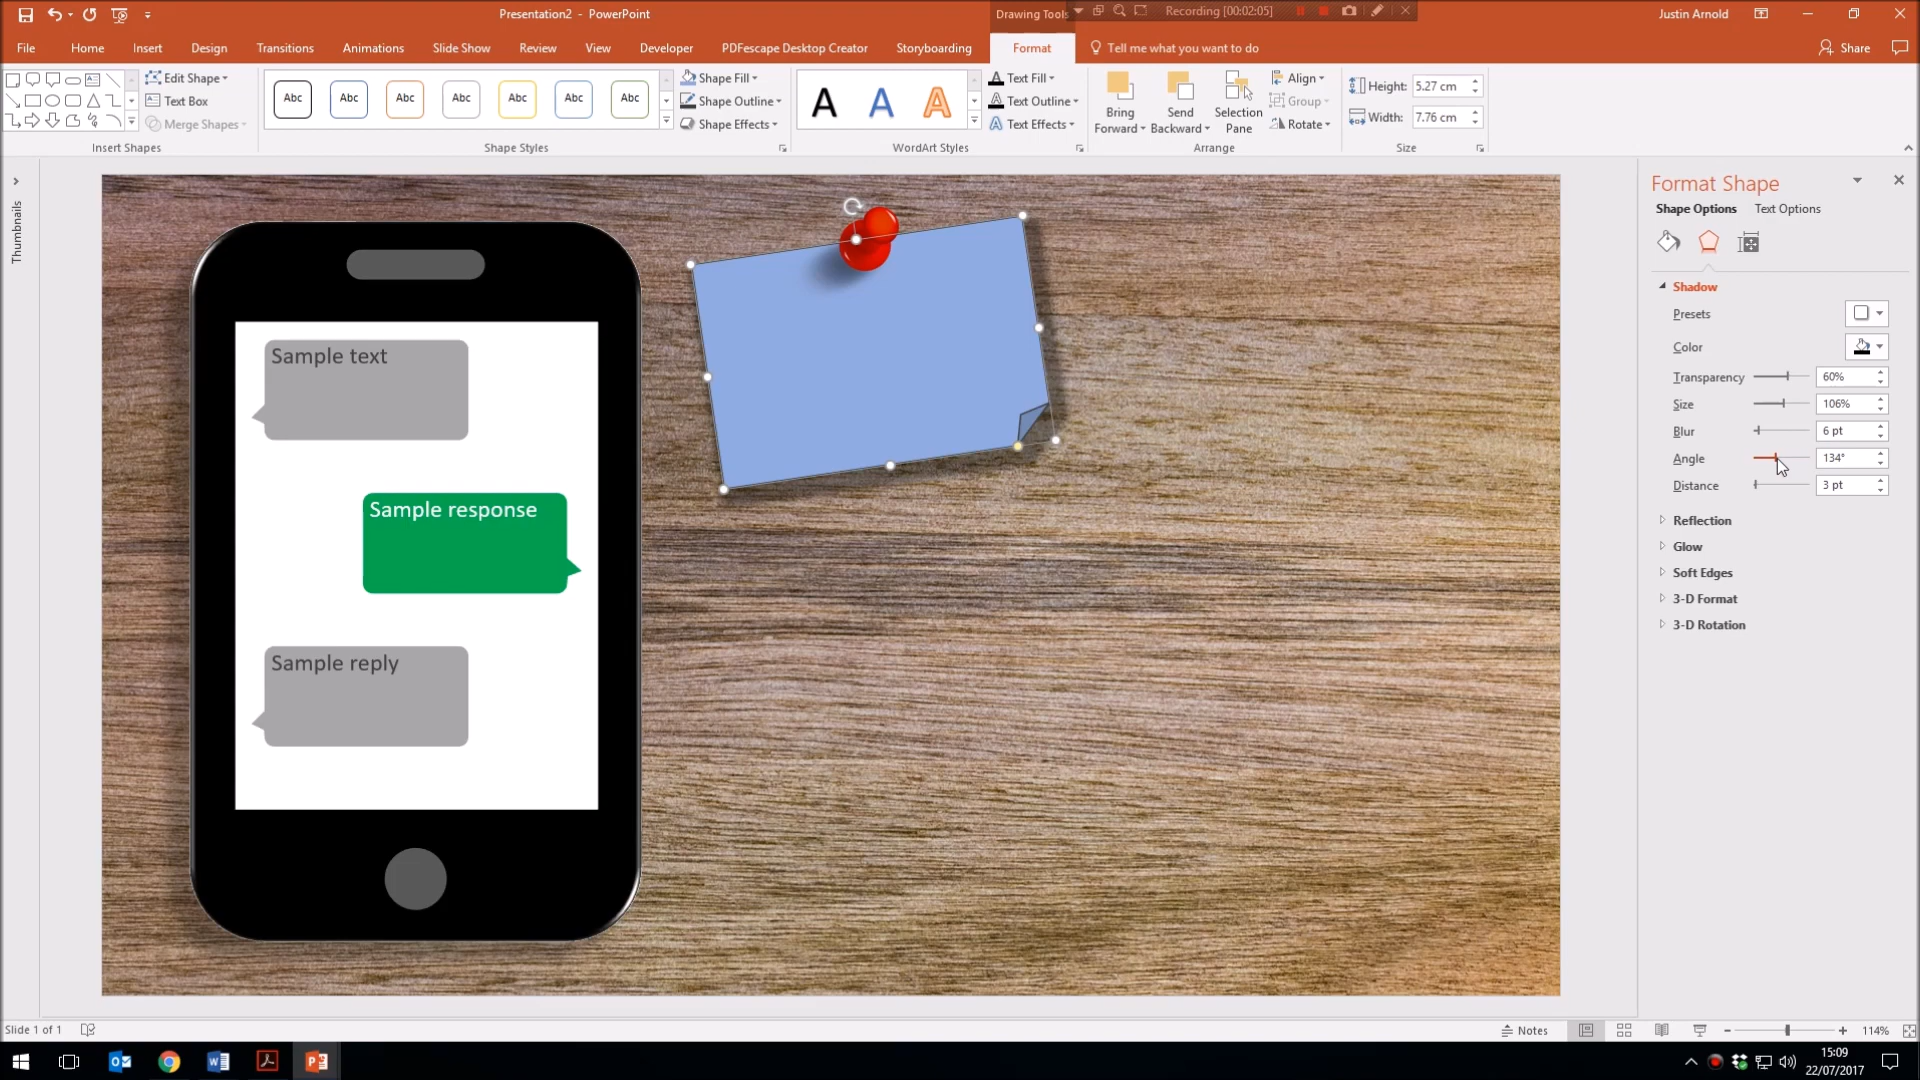 Presentation2 - PowerPoint
Drawing Tools
Recording [00:02:05]
Justin Arnold
File Home Insert Design Transitions Animations Slide Show Review View Developer PDFescape Desktop Creator Storyboarding Format Tell me what you want to do Share
Edit Shape
Text Box
Merge Shapes
Insert Shapes
Abc Abc Abc Abc Abc Abc Abc
Shape Fill
Shape Outline
Shape Effects
Shape Styles
A A A
Text Fill
Text Outline
Text Effects
WordArt Styles
Bring Forward
Send Backward
Selection Pane
Align
Group
Rotate
Arrange
Height: 5.27 cm
Width: 7.76 cm
Size
Thumbnails
Sample text
Sample response
Sample reply
Format Shape
Shape Options Text Options
Shadow
Presets
Color
Transparency 60%
Size 106%
Blur 6 pt
Angle 134°
Distance 3 pt
Reflection
Glow
Soft Edges
3-D Format
3-D Rotation
Slide 1 of 1
Notes
114%
15:09
22/07/2017